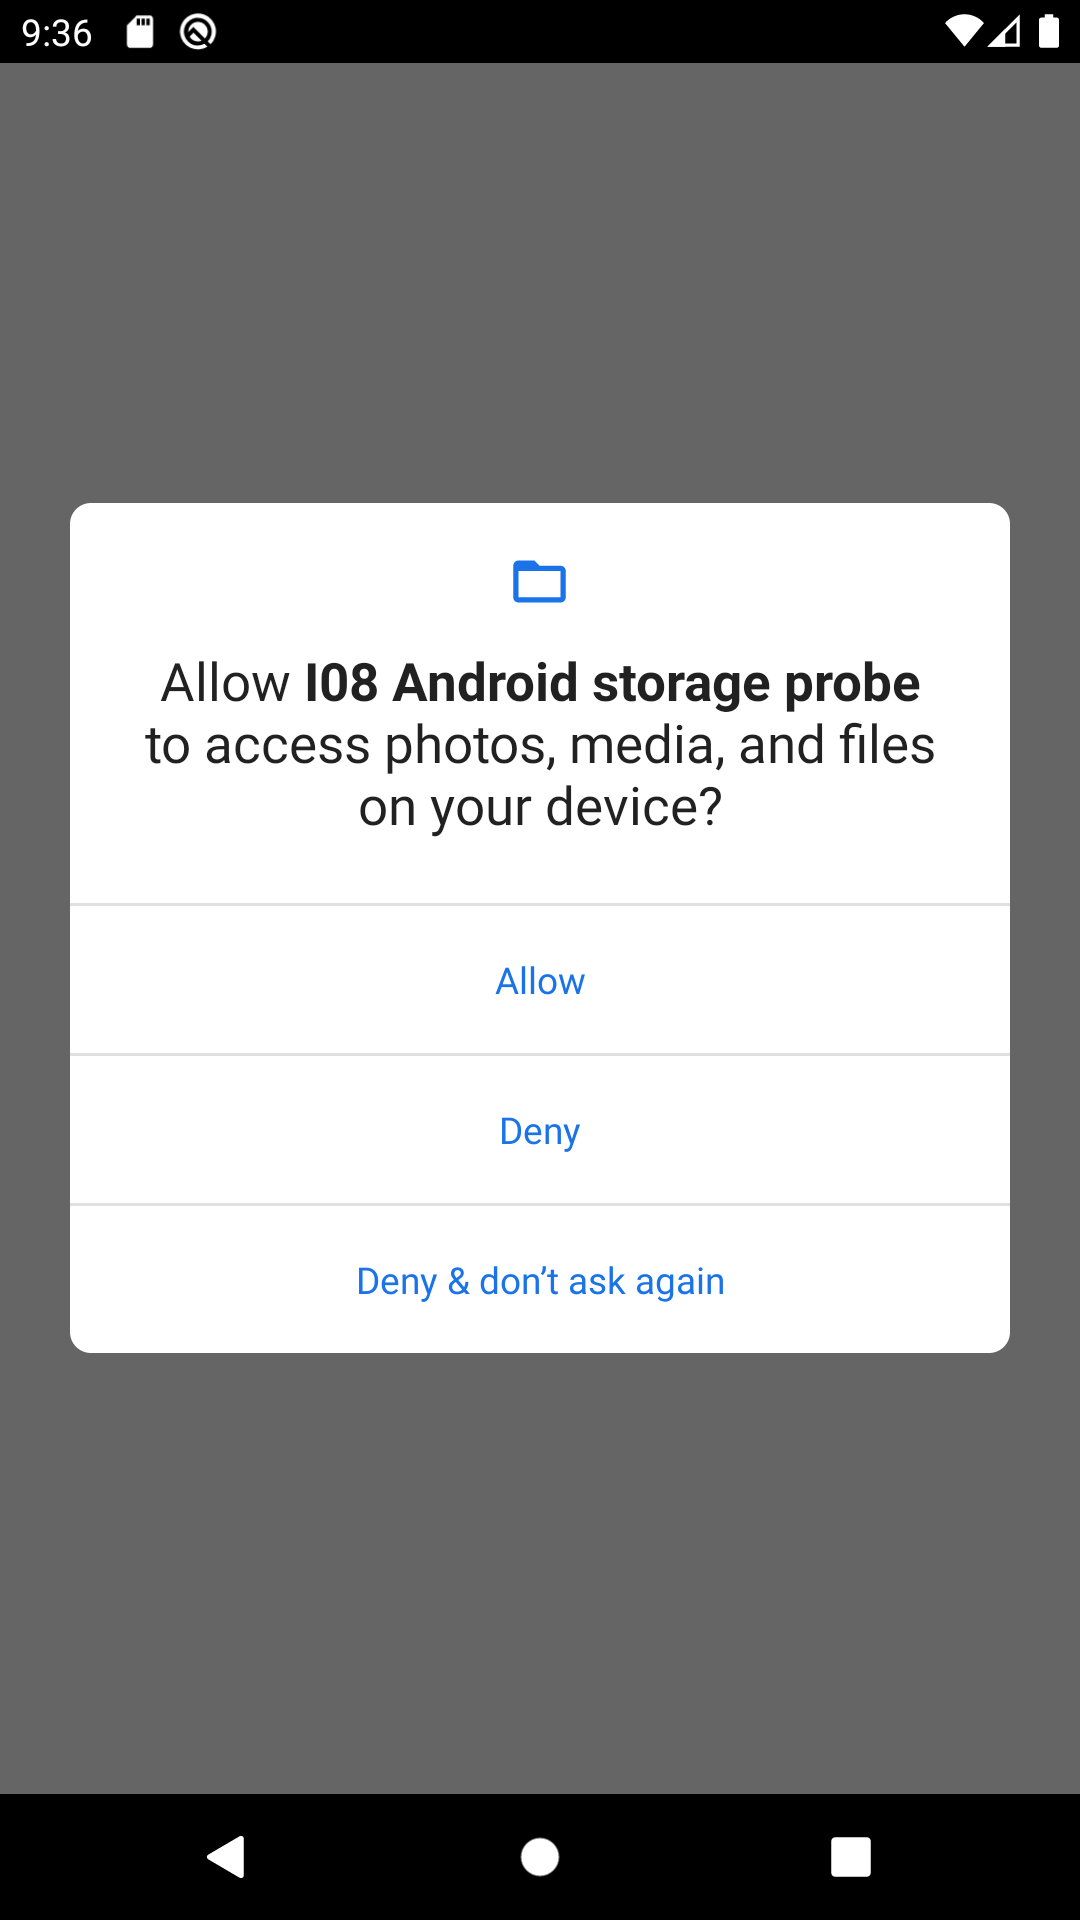 9:36
Allow I08 Android storage probe
to access photos, media, and files
on your device?
Allow
Deny
Deny & don’t ask again